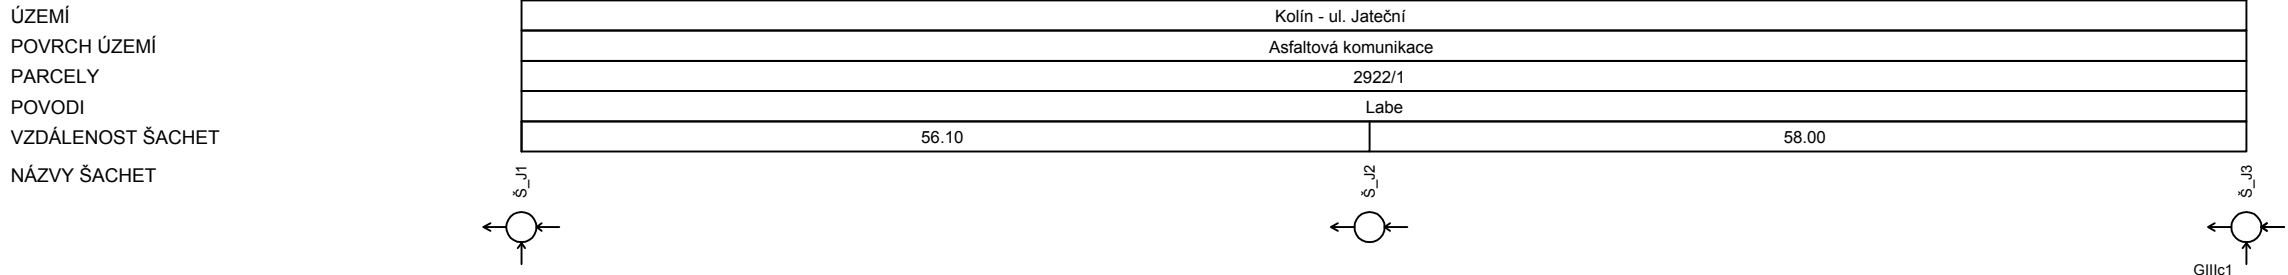 ÚZEMÍ Kolín - ul. Jateční
POVRCH ÚZEMÍ Asfaltová komunikace
PARCELY 2922/1
POVODI Labe
VZDÁLENOST ŠACHET 56.10 58.00
NÁZVY ŠACHET Š_J1 Š_J2 Š_J3
GIIIc1